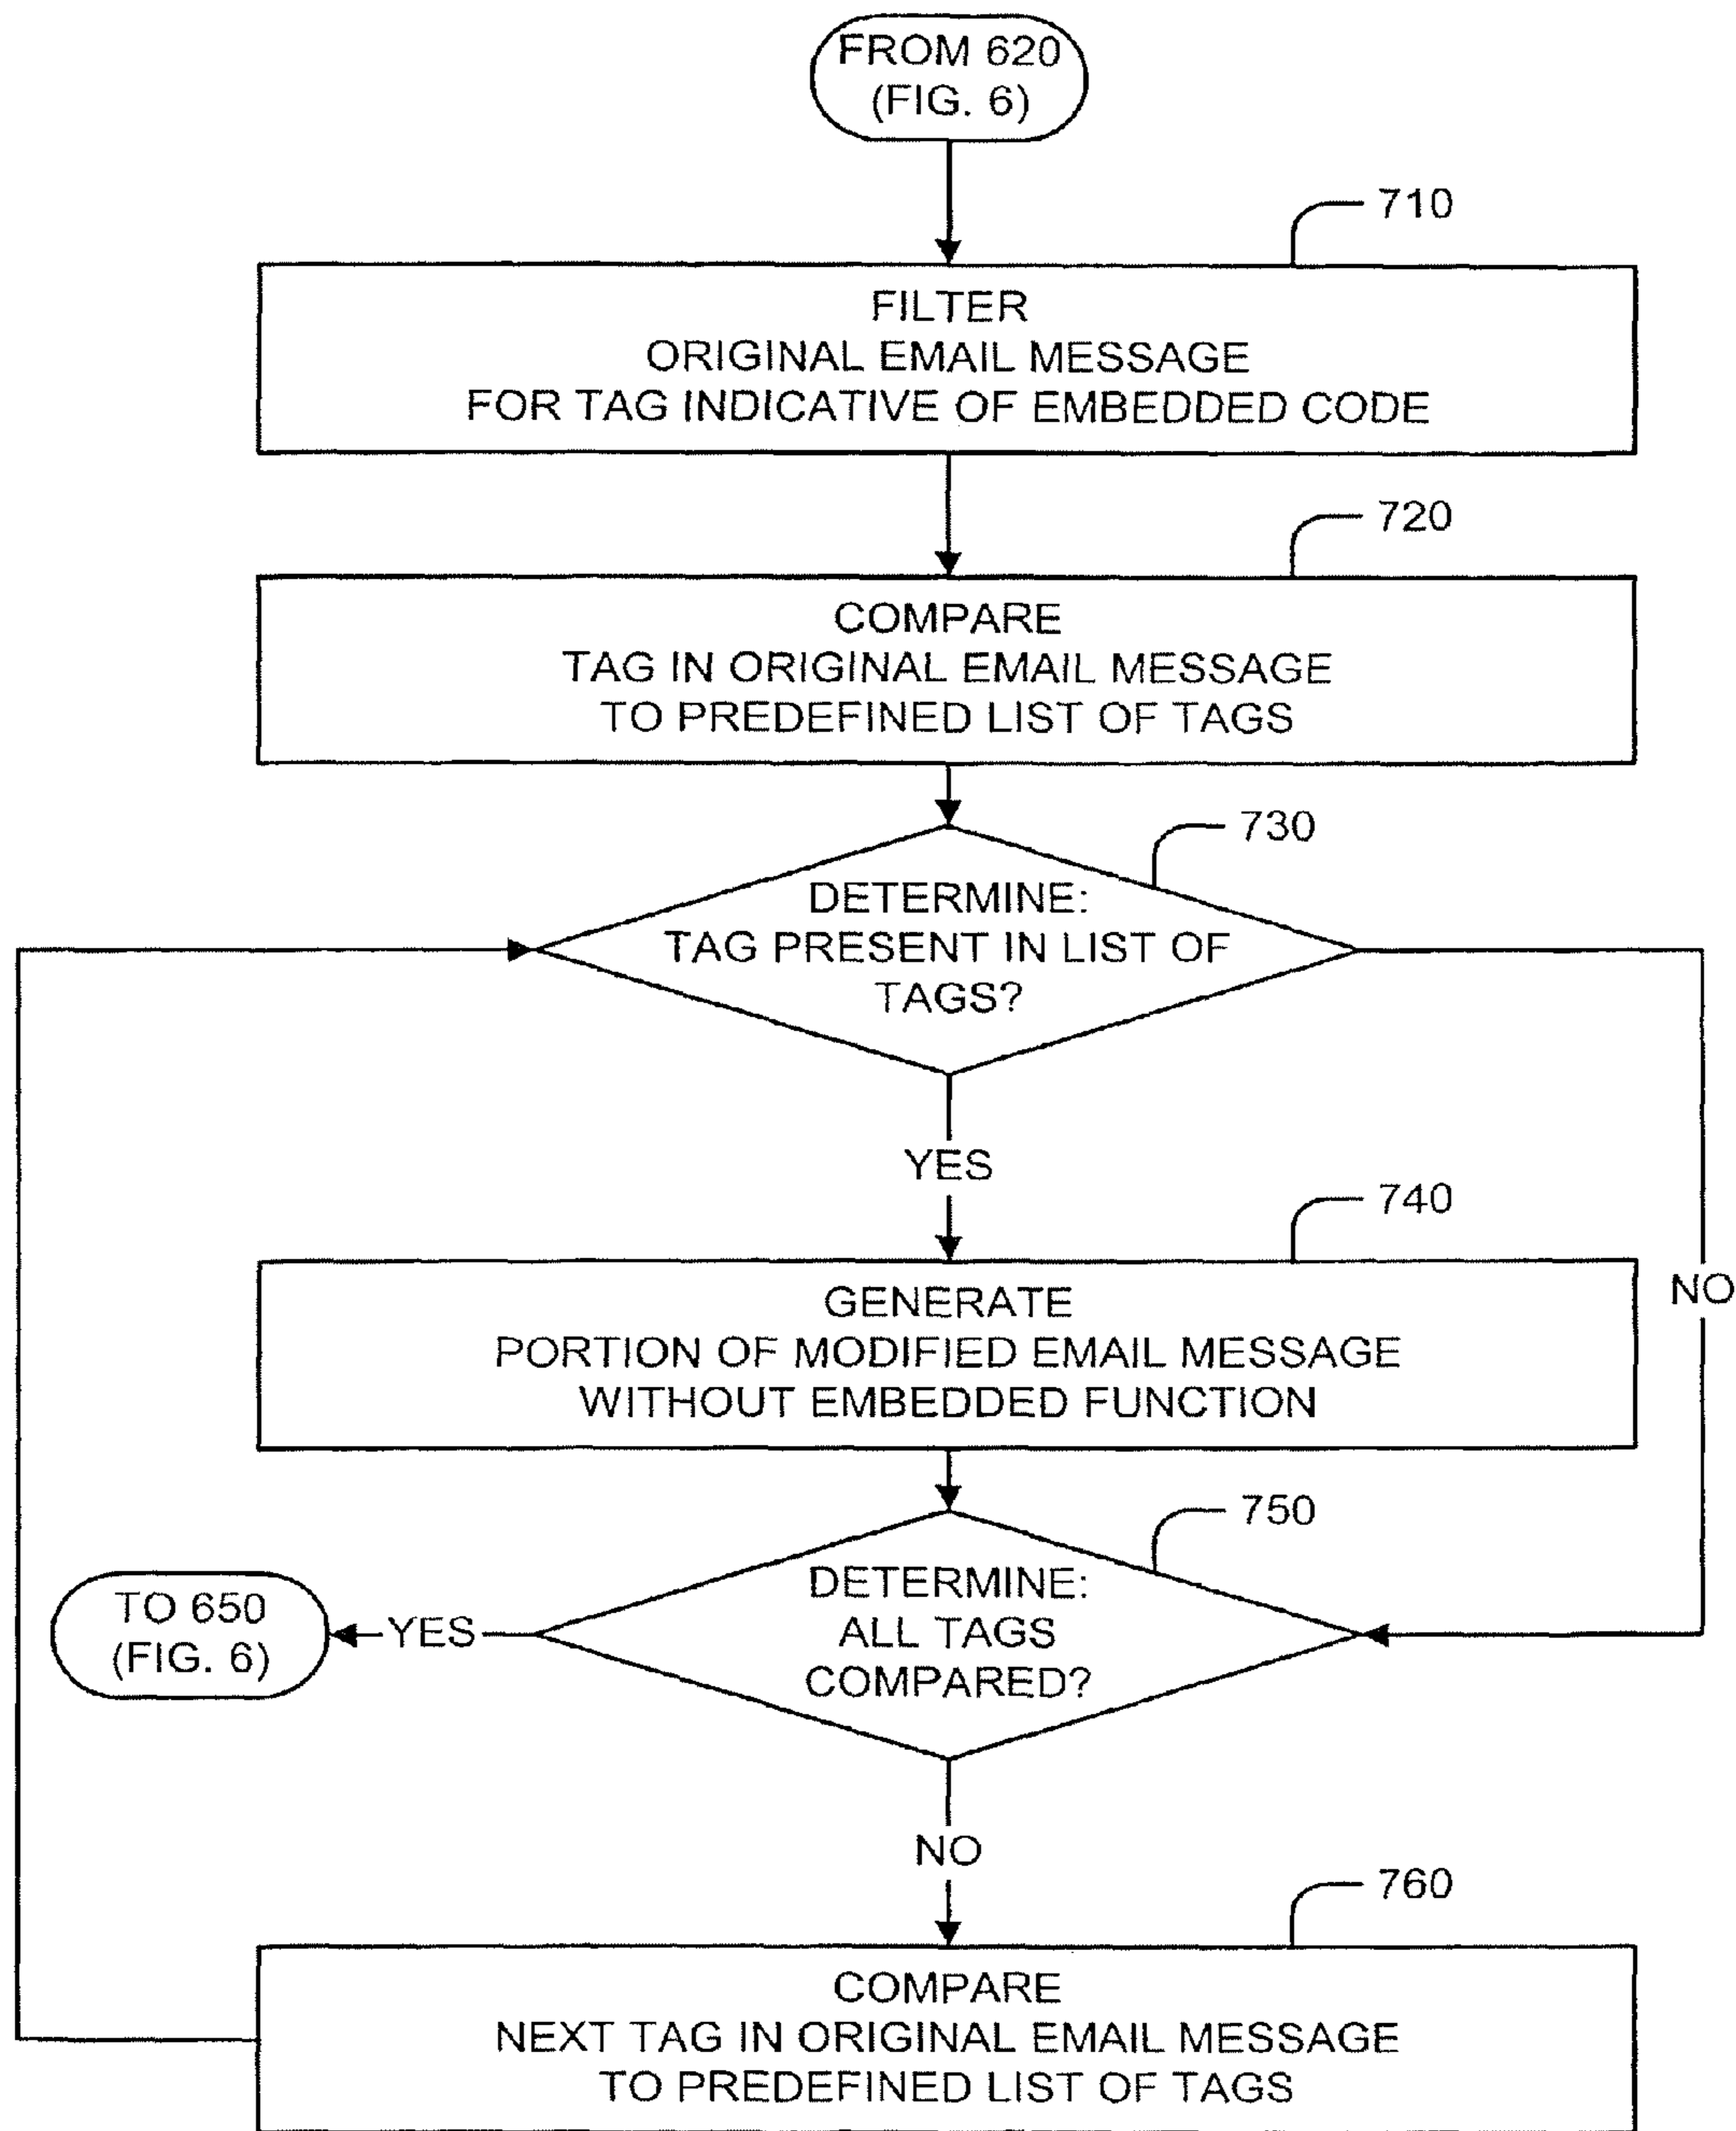 FROM 620
(FIG. 6)
710
FILTER
ORIGINAL EMAIL MESSAGE
FOR TAG INDICATIVE OF EMBEDDED CODE
720
COMPARE
TAG IN ORIGINAL EMAIL MESSAGE
TO PREDEFINED LIST OF TAGS
730
DETERMINE:
TAG PRESENT IN LIST OF
TAGS?
YES
NO
740
GENERATE
PORTION OF MODIFIED EMAIL MESSAGE
WITHOUT EMBEDDED FUNCTION
750
DETERMINE:
ALL TAGS
COMPARED?
YES
TO 650
(FIG. 6)
NO
760
COMPARE
NEXT TAG IN ORIGINAL EMAIL MESSAGE
TO PREDEFINED LIST OF TAGS